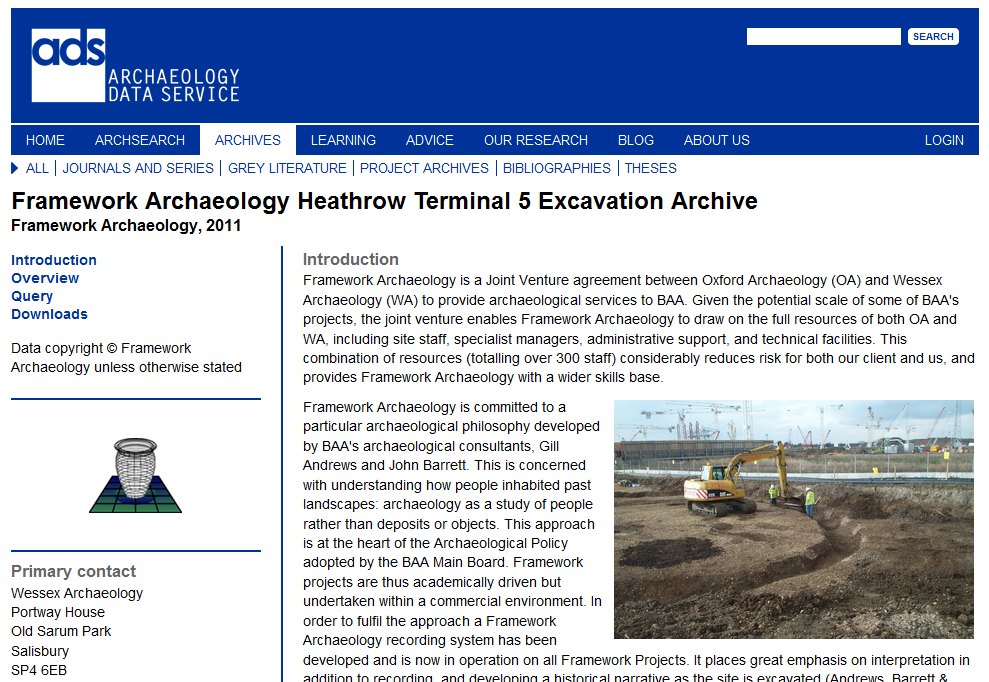 ads
ARCHAEOLOGY
DATA SERVICE
SEARCH
HOME ARCHSEARCH ARCHIVES LEARNING ADVICE OUR RESEARCH BLOG ABOUT US LOGIN
ALL | JOURNALS AND SERIES | GREY LITERATURE | PROJECT ARCHIVES | BIBLIOGRAPHIES | THESES
Framework Archaeology Heathrow Terminal 5 Excavation Archive
Framework Archaeology, 2011
Introduction
Overview
Query
Downloads
Data copyright © Framework
Archaeology unless otherwise stated
Primary contact
Wessex Archaeology
Portway House
Old Sarum Park
Salisbury
SP4 6EB
Introduction
Framework Archaeology is a Joint Venture agreement between Oxford Archaeology (OA) and Wessex
Archaeology (WA) to provide archaeological services to BAA. Given the potential scale of some of BAA's
projects, the joint venture enables Framework Archaeology to draw on the full resources of both OA and
WA, including site staff, specialist managers, administrative support, and technical facilities. This
combination of resources (totalling over 300 staff) considerably reduces risk for both our client and us, and
provides Framework Archaeology with a wider skills base.
Framework Archaeology is committed to a
particular archaeological philosophy developed
by BAA's archaeological consultants, Gill
Andrews and John Barrett. This is concerned
with understanding how people inhabited past
landscapes: archaeology as a study of people
rather than deposits or objects. This approach
is at the heart of the Archaeological Policy
adopted by the BAA Main Board. Framework
projects are thus academically driven but
undertaken within a commercial environment. In
order to fulfil the approach a Framework
Archaeology recording system has been
developed and is now in operation on all Framework Projects. It places great emphasis on interpretation in
addition to recording, and developing a historical narrative as the site is excavated (Andrews, Barrett &